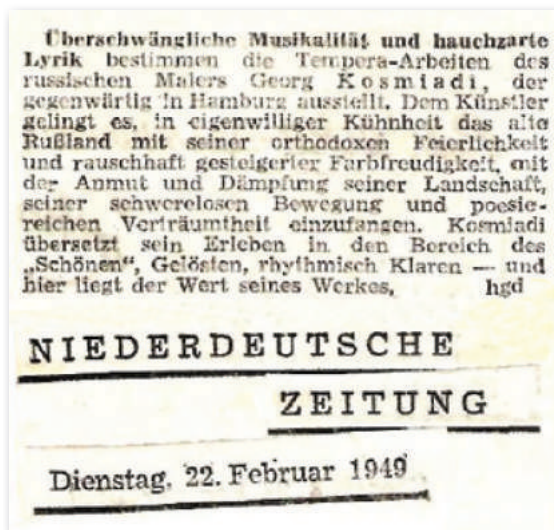 Überschwängliche Musikalität und hauchzarte
Lyrik bestimmen die Tempera-Arbeiten des
russischen Malers Georg Kosmiadi, der
gegenwärtig in Hamburg ausstellt. Dem Künstler
gelingt es, in eigenwilliger Kühnheit das alte
Rußland mit seiner orthodoxen Feierlichkeit
und rauschhaft gesteigerter Farbfreudigkeit, mit
der Anmut und Dämpfung seiner Landschaft,
seiner schwerelosen Bewegung und poesie-
reichen Verträumtheit einzufangen. Kosmiadi
übersetzt sein Erleben in den Bereich des
„Schönen“, Gelösten, rhythmisch Klaren — und
hier liegt der Wert seines Werkes. hgd
NIEDERDEUTSCHE
ZEITUNG
Dienstag, 22. Februar 1949